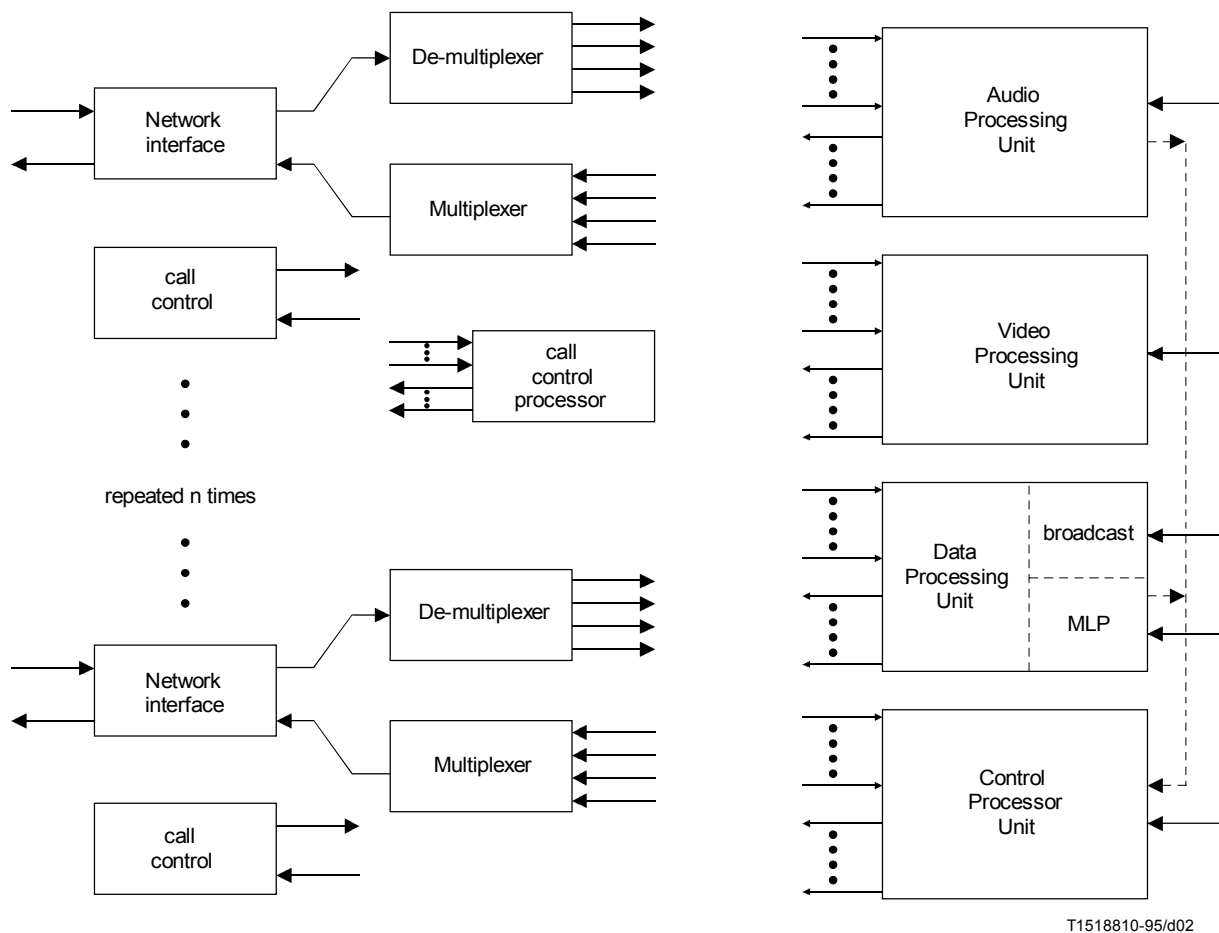 De-multiplexer
Network
interface
Multiplexer
call
control
call
control
processor
repeated n times
De-multiplexer
Network
interface
Multiplexer
call
control
Audio
Processing
Unit
Video
Processing
Unit
Data
Processing
Unit
broadcast
MLP
Control
Processor
Unit
T1518810-95/d02